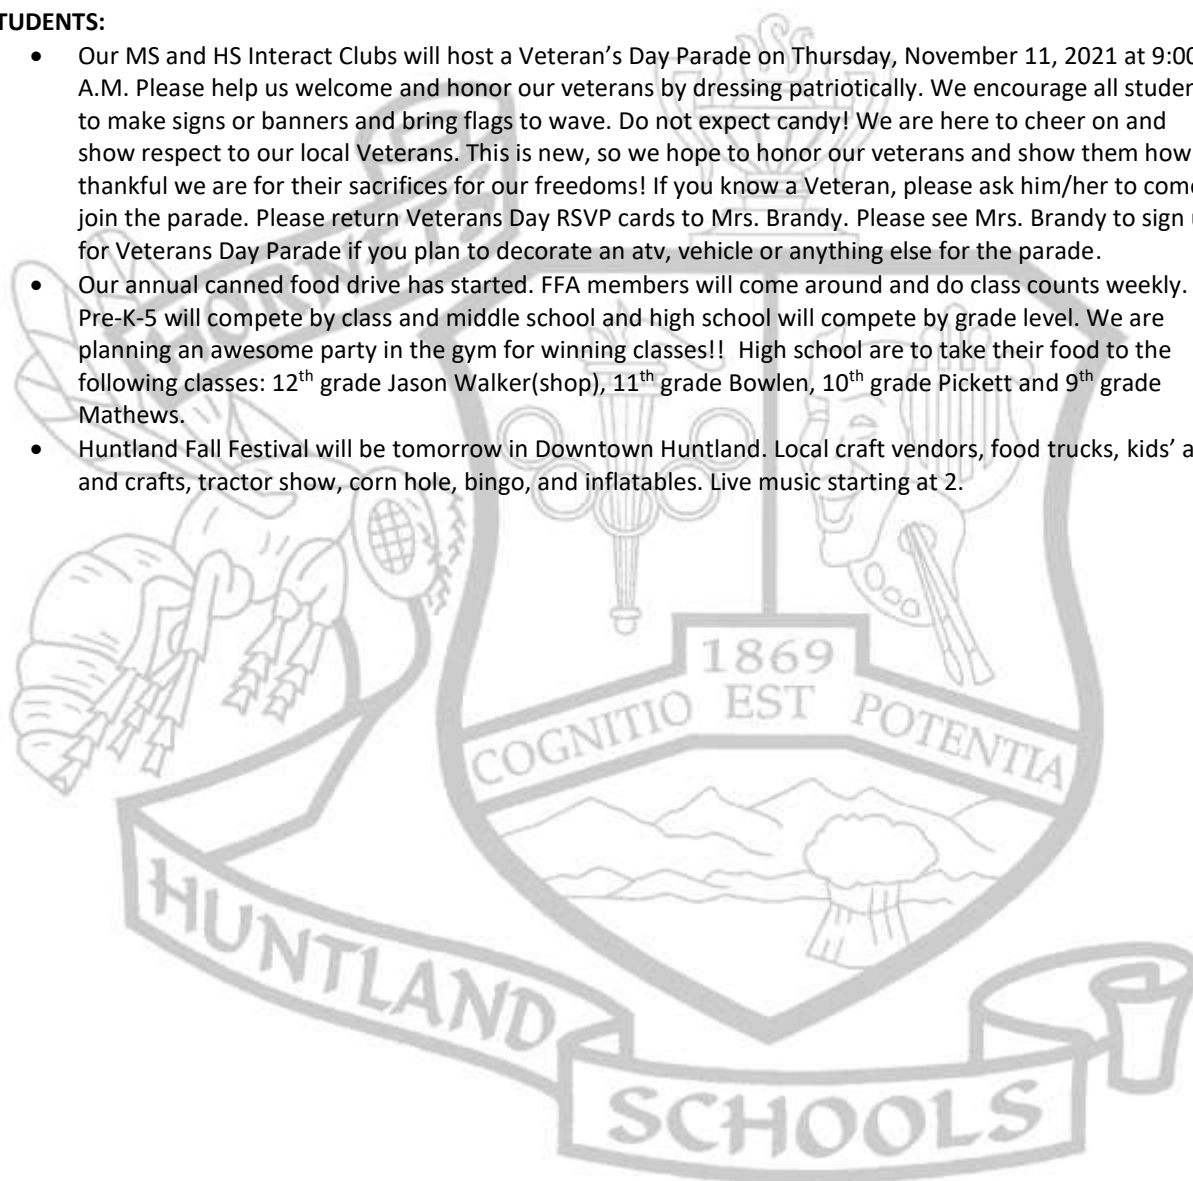 TUDENTS:
• Our MS and HS Interact Clubs will host a Veteran’s Day Parade on Thursday, November 11, 2021 at 9:00
A.M. Please help us welcome and honor our veterans by dressing patriotically. We encourage all studen
to make signs or banners and bring flags to wave. Do not expect candy! We are here to cheer on and
show respect to our local Veterans. This is new, so we hope to honor our veterans and show them how
thankful we are for their sacrifices for our freedoms! If you know a Veteran, please ask him/her to come
join the parade. Please return Veterans Day RSVP cards to Mrs. Brandy. Please see Mrs. Brandy to sign u
for Veterans Day Parade if you plan to decorate an atv, vehicle or anything else for the parade.
• Our annual canned food drive has started. FFA members will come around and do class counts weekly.
Pre-K-5 will compete by class and middle school and high school will compete by grade level. We are
planning an awesome party in the gym for winning classes!! High school are to take their food to the
following classes: 12th grade Jason Walker(shop), 11th grade Bowlen, 10th grade Pickett and 9th grade
Mathews.
• Huntland Fall Festival will be tomorrow in Downtown Huntland. Local craft vendors, food trucks, kids’ a
and crafts, tractor show, corn hole, bingo, and inflatables. Live music starting at 2.
HORNETS
1869
COGNITIO EST POTENTIA
HUNTLAND
SCHOOLS